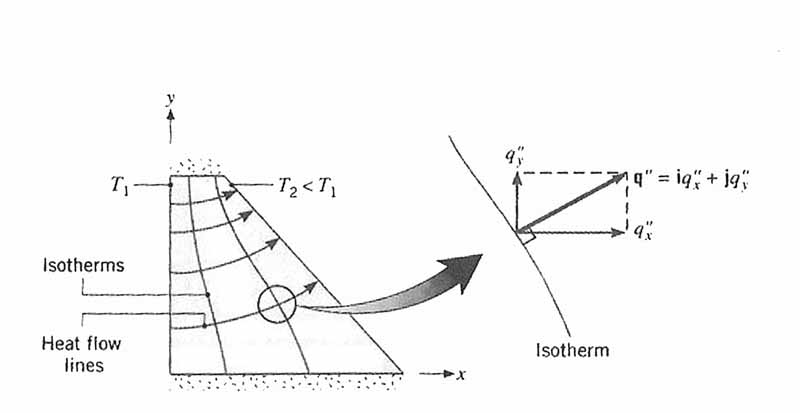 y
T₁
T₂ < T₁
Isotherms
Heat flow
lines
x
q″y
q″ = iq″x + jq″y
q″x
Isotherm